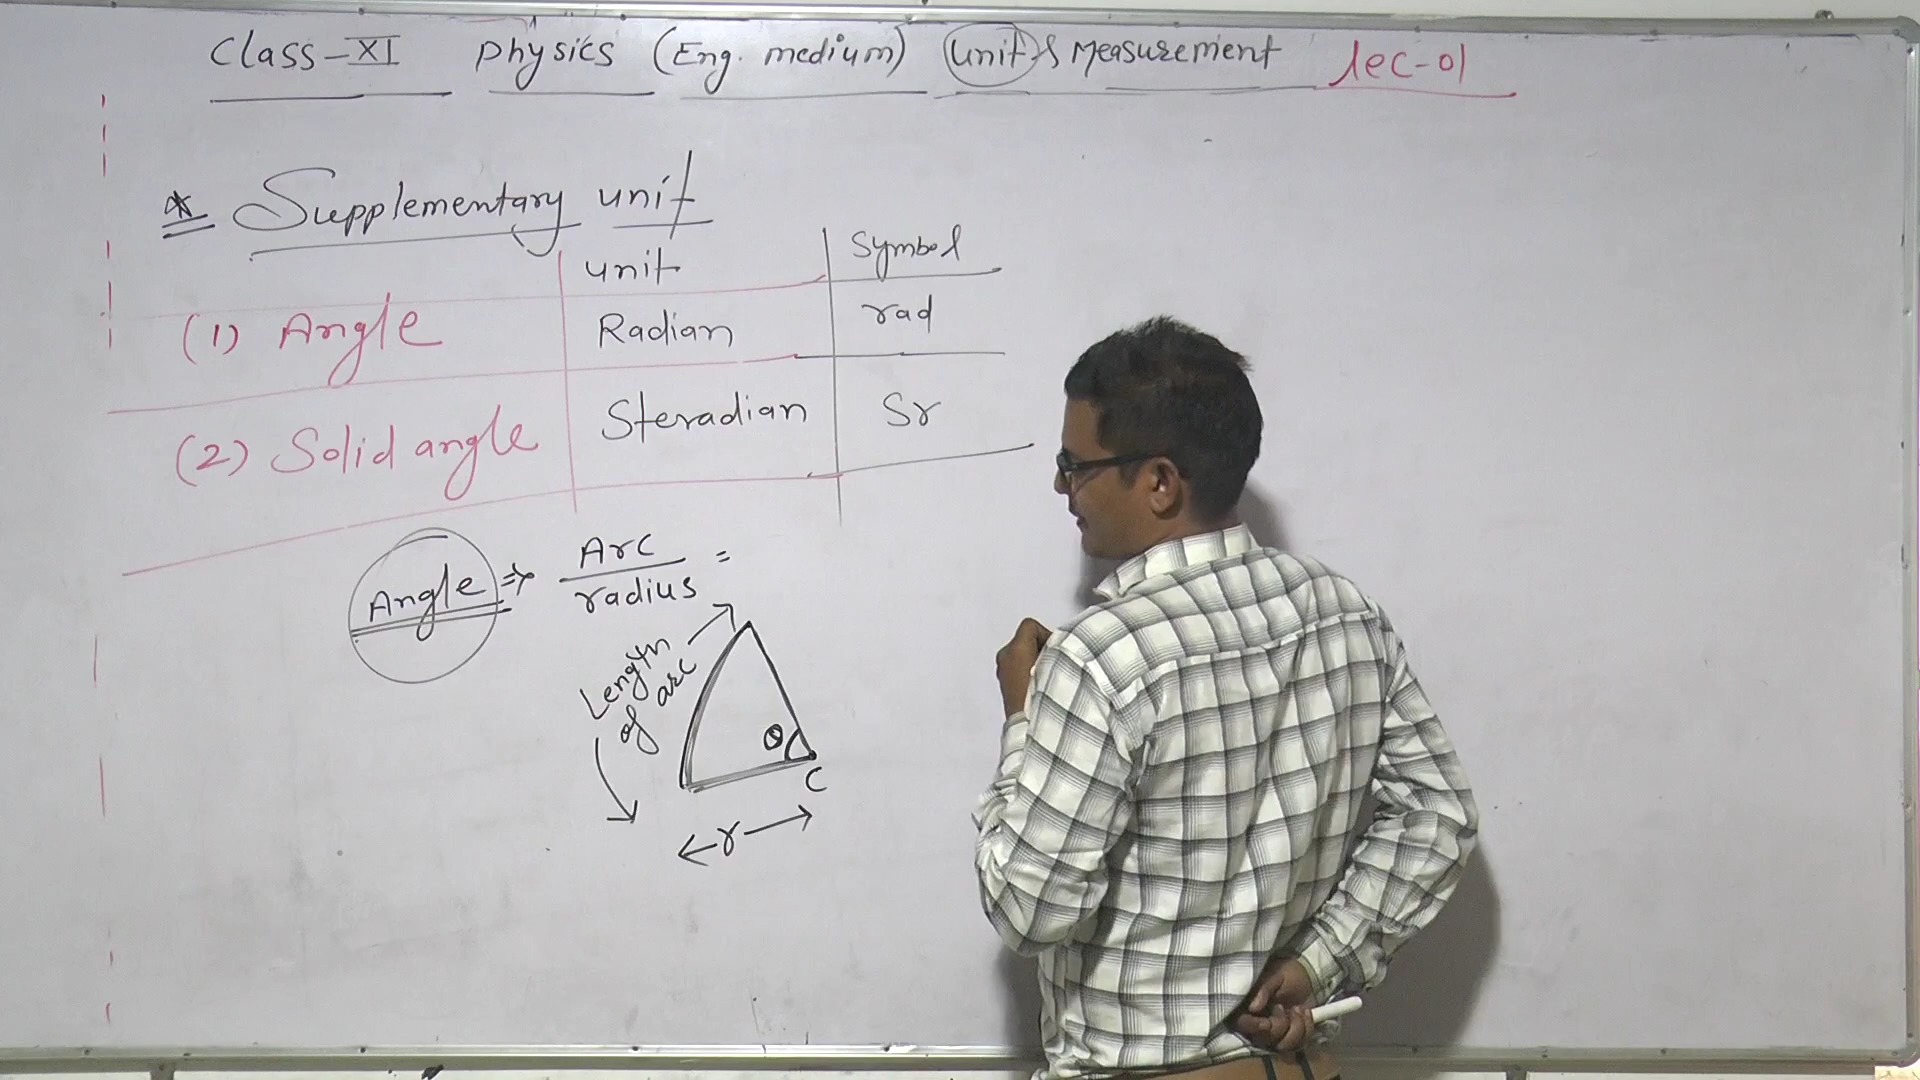 Class-XI Physics (Eng. medium) Unit & Measurement Lec-01
* Supplementary unit
unit Symbol
(1) Angle Radian rad
(2) Solid angle Steradian Sr
Angle ⇒ Arc =
radius
Length
of arc
θ
C
r